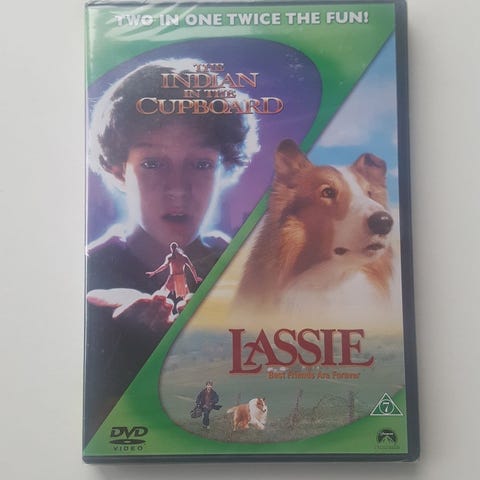 TWO IN ONE TWICE THE FUN!
THE
INDIAN
IN THE
CUPBOARD
LASSIE
Best Friends Are Forever
7
DVD
VIDEO